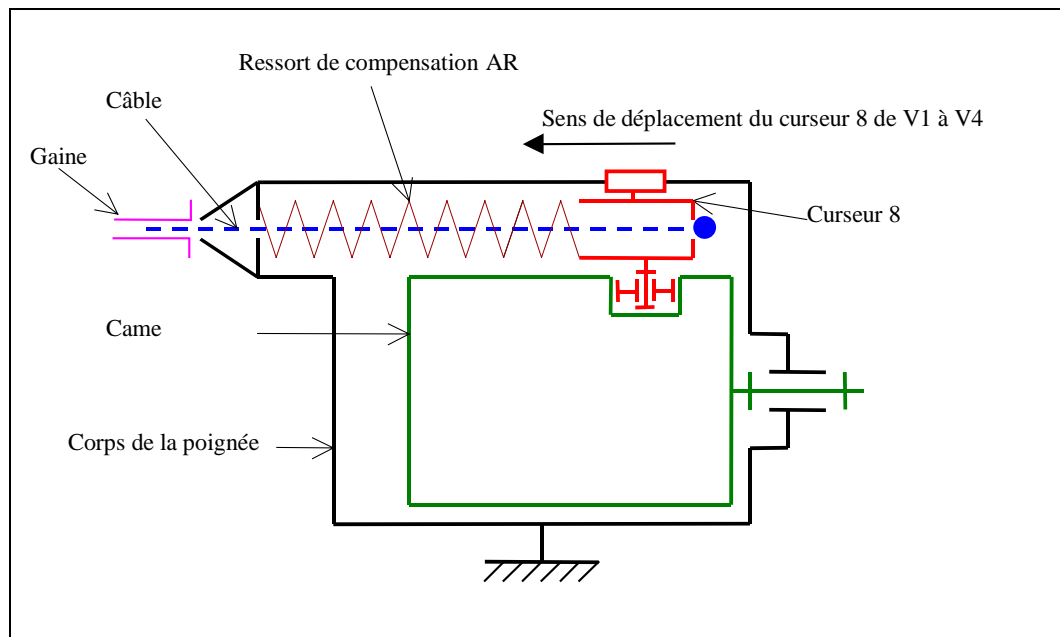 Ressort de compensation AR
Câble
Sens de déplacement du curseur 8 de V1 à V4
Gaine
Curseur 8
Came
Corps de la poignée